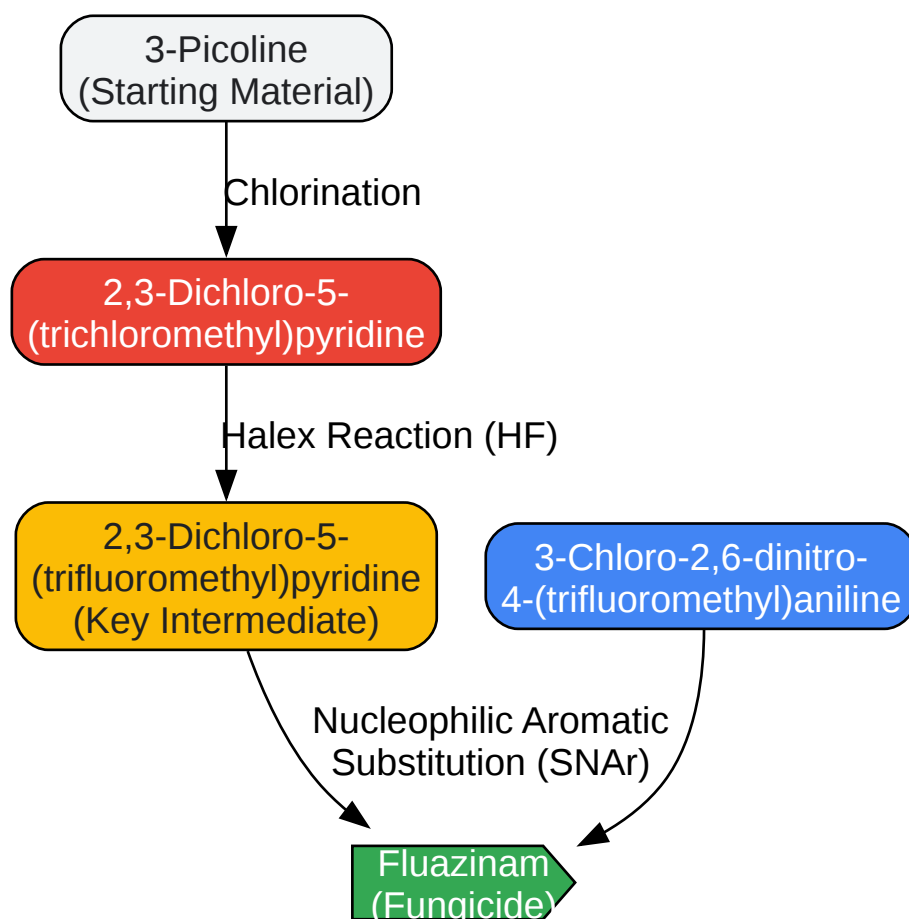 3-Picoline
(Starting Material)
Chlorination
2,3-Dichloro-5-
(trichloromethyl)pyridine
Halex Reaction (HF)
2,3-Dichloro-5-
(trifluoromethyl)pyridine
(Key Intermediate)
3-Chloro-2,6-dinitro-
4-(trifluoromethyl)aniline
Nucleophilic Aromatic
Substitution (SNAr)
Fluazinam
(Fungicide)